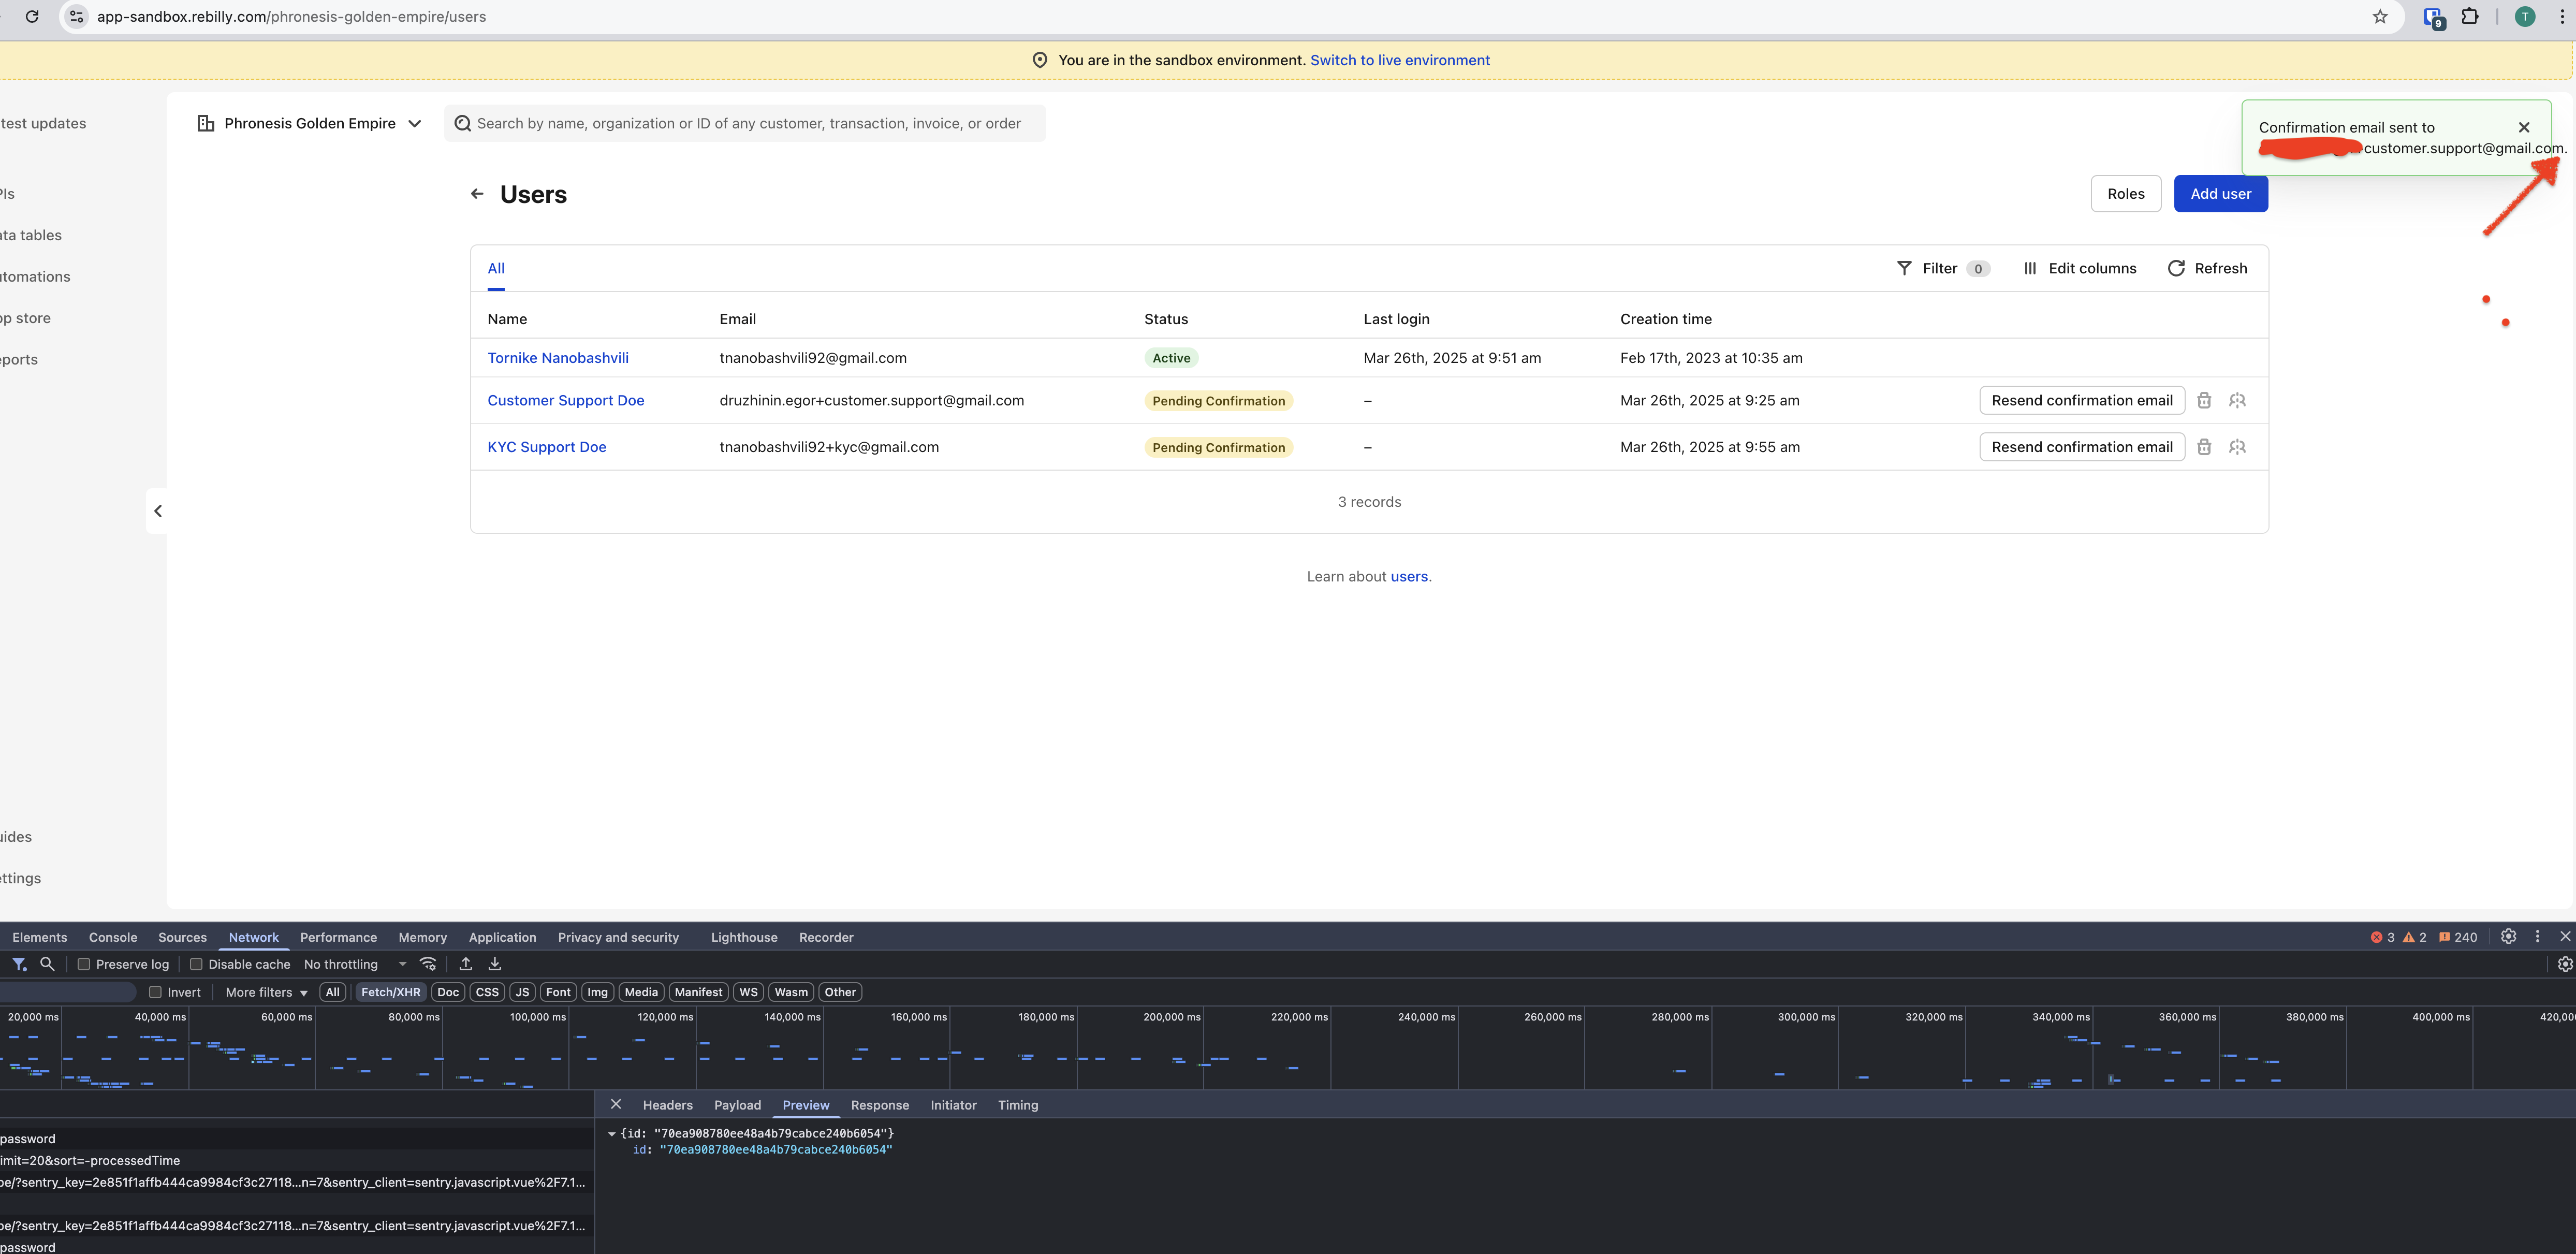 app-sandbox.rebilly.com/phronesis-golden-empire/users
9
T
You are in the sandbox environment. Switch to live environment
test updates
Phronesis Golden Empire
Search by name, organization or ID of any customer, transaction, invoice, or order
Confirmation email sent to
+customer.support@gmail.com.
PIs
Users
Roles
Add user
ata tables
All
Filter 0
Edit columns
Refresh
utomations
pp store
Name Email Status Last login Creation time
eports
Tornike Nanobashvili tnanobashvili92@gmail.com Active Mar 26th, 2025 at 9:51 am Feb 17th, 2023 at 10:35 am
Customer Support Doe druzhinin.egor+customer.support@gmail.com Pending Confirmation – Mar 26th, 2025 at 9:25 am Resend confirmation email
KYC Support Doe tnanobashvili92+kyc@gmail.com Pending Confirmation – Mar 26th, 2025 at 9:55 am Resend confirmation email
3 records
Learn about users.
uides
ettings
Elements Console Sources Network Performance Memory Application Privacy and security Lighthouse Recorder 3 2 240
Preserve log Disable cache No throttling
Invert More filters All Fetch/XHR Doc CSS JS Font Img Media Manifest WS Wasm Other
20,000 ms 40,000 ms 60,000 ms 80,000 ms 100,000 ms 120,000 ms 140,000 ms 160,000 ms 180,000 ms 200,000 ms 220,000 ms 240,000 ms 260,000 ms 280,000 ms 300,000 ms 320,000 ms 340,000 ms 360,000 ms 380,000 ms 400,000 ms 420,00
Headers Payload Preview Response Initiator Timing
{id: "70ea908780ee48a4b79cabce240b6054"}
id: "70ea908780ee48a4b79cabce240b6054"
password
imit=20&sort=-processedTime
pe/?sentry_key=2e851f1affb444ca9984cf3c27118...n=7&sentry_client=sentry.javascript.vue%2F7.1...
pe/?sentry_key=2e851f1affb444ca9984cf3c27118...n=7&sentry_client=sentry.javascript.vue%2F7.1...
password